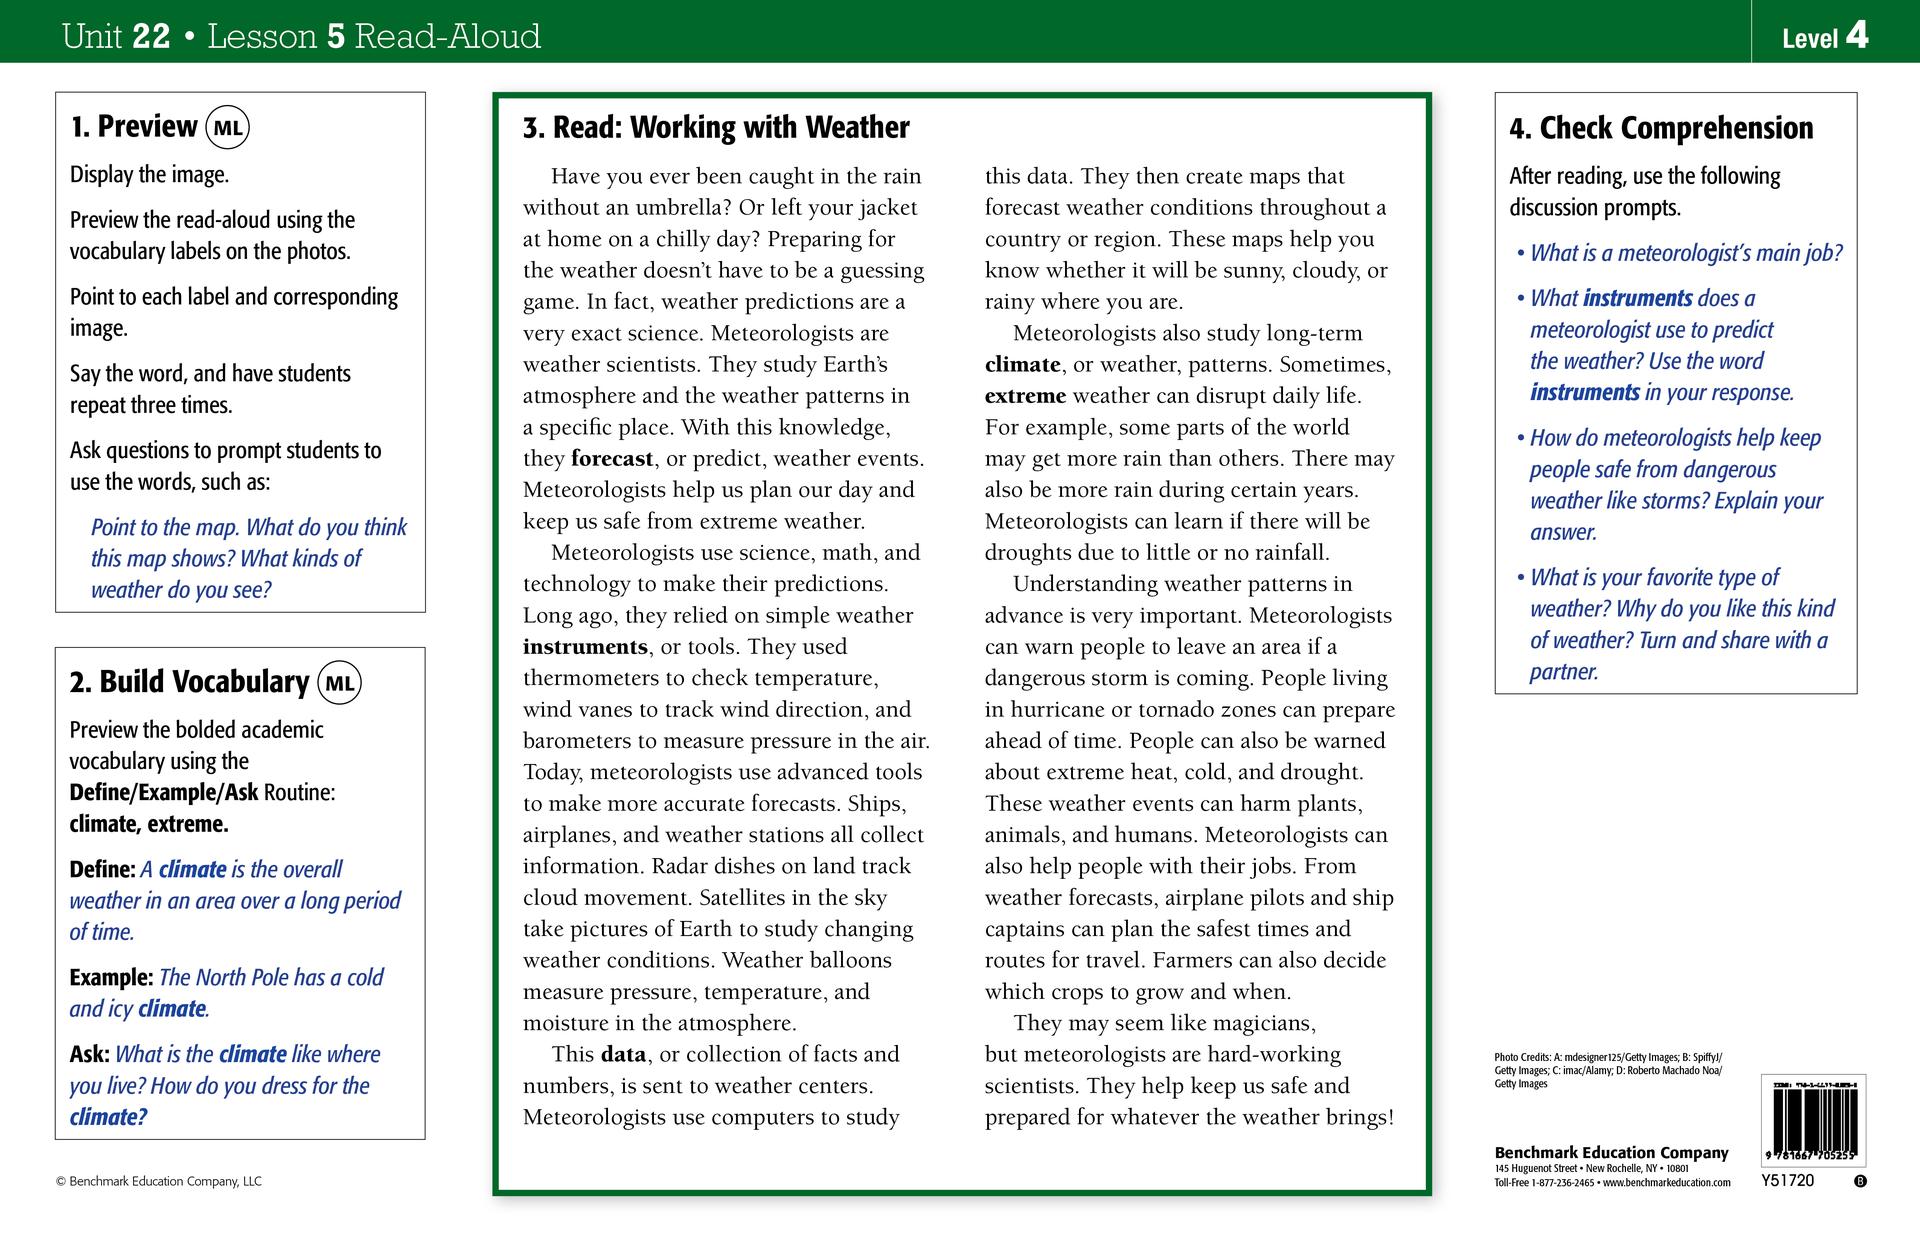 Unit 22 • Lesson 5 Read-Aloud
Level 4
1. Preview ML
Display the image.
Preview the read-aloud using the
vocabulary labels on the photos.
Point to each label and corresponding
image.
Say the word, and have students
repeat three times.
Ask questions to prompt students to
use the words, such as:
Point to the map. What do you think
this map shows? What kinds of
weather do you see?
2. Build Vocabulary ML
Preview the bolded academic
vocabulary using the
Define/Example/Ask Routine:
climate, extreme.
Define: A climate is the overall
weather in an area over a long period
of time.
Example: The North Pole has a cold
and icy climate.
Ask: What is the climate like where
you live? How do you dress for the
climate?
© Benchmark Education Company, LLC
3. Read: Working with Weather
Have you ever been caught in the rain
without an umbrella? Or left your jacket
at home on a chilly day? Preparing for
the weather doesn't have to be a guessing
game. In fact, weather predictions are a
very exact science. Meteorologists are
weather scientists. They study Earth's
atmosphere and the weather patterns in
a specific place. With this knowledge,
they forecast, or predict, weather events.
Meteorologists help us plan our day and
keep us safe from extreme weather.
Meteorologists use science, math, and
technology to make their predictions.
Long ago, they relied on simple weather
instruments, or tools. They used
thermometers to check temperature,
wind vanes to track wind direction, and
barometers to measure pressure in the air.
Today, meteorologists use advanced tools
to make more accurate forecasts. Ships,
airplanes, and weather stations all collect
information. Radar dishes on land track
cloud movement. Satellites in the sky
take pictures of Earth to study changing
weather conditions. Weather balloons
measure pressure, temperature, and
moisture in the atmosphere.
This data, or collection of facts and
numbers, is sent to weather centers.
Meteorologists use computers to study
this data. They then create maps that
forecast weather conditions throughout a
country or region. These maps help you
know whether it will be sunny, cloudy, or
rainy where you are.
Meteorologists also study long-term
climate, or weather, patterns. Sometimes,
extreme weather can disrupt daily life.
For example, some parts of the world
may get more rain than others. There may
also be more rain during certain years.
Meteorologists can learn if there will be
droughts due to little or no rainfall.
Understanding weather patterns in
advance is very important. Meteorologists
can warn people to leave an area if a
dangerous storm is coming. People living
in hurricane or tornado zones can prepare
ahead of time. People can also be warned
about extreme heat, cold, and drought.
These weather events can harm plants,
animals, and humans. Meteorologists can
also help people with their jobs. From
weather forecasts, airplane pilots and ship
captains can plan the safest times and
routes for travel. Farmers can also decide
which crops to grow and when.
They may seem like magicians,
but meteorologists are hard-working
scientists. They help keep us safe and
prepared for whatever the weather brings!
4. Check Comprehension
After reading, use the following
discussion prompts.
• What is a meteorologist's main job?
• What instruments does a
meteorologist use to predict
the weather? Use the word
instruments in your response.
• How do meteorologists help keep
people safe from dangerous
weather like storms? Explain your
answer.
• What is your favorite type of
weather? Why do you like this kind
of weather? Turn and share with a
partner.
Photo Credits: A: mdesigner125/Getty Images; B: SpiffyJ/
Getty Images; C: imac/Alamy; D: Roberto Machado Noa/
Getty Images
Benchmark Education Company
145 Huguenot Street • New Rochelle, NY • 10801
Toll-Free 1-877-236-2465 • www.benchmarkeducation.com
9 781667 705255
Y51720
B